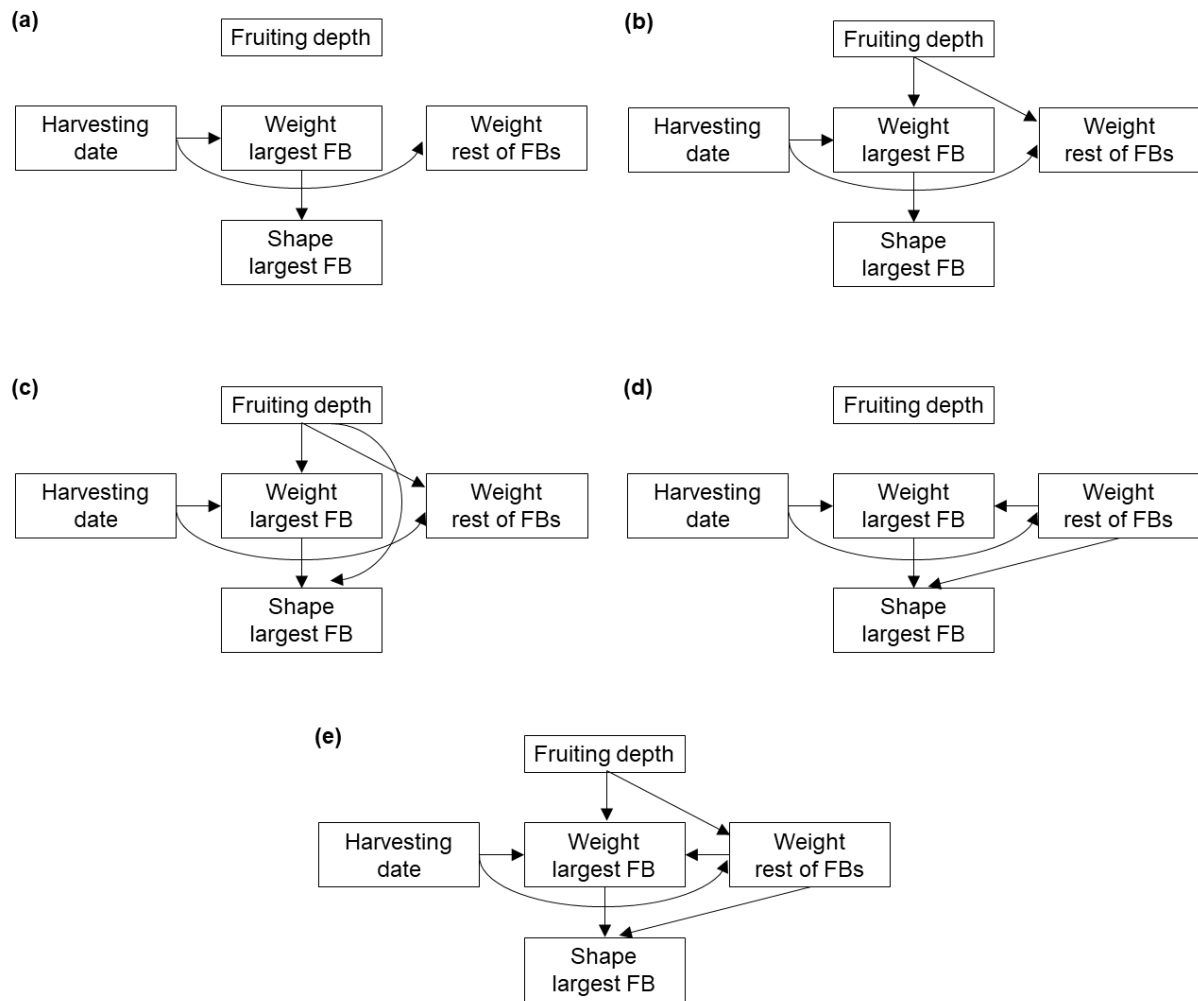 (a)
Fruiting depth
Harvesting
date
Weight
largest FB
Weight
rest of FBs
Shape
largest FB
(b)
Fruiting depth
Harvesting
date
Weight
largest FB
Weight
rest of FBs
Shape
largest FB
(c)
Fruiting depth
Harvesting
date
Weight
largest FB
Weight
rest of FBs
Shape
largest FB
(d)
Fruiting depth
Harvesting
date
Weight
largest FB
Weight
rest of FBs
Shape
largest FB
(e)
Fruiting depth
Harvesting
date
Weight
largest FB
Weight
rest of FBs
Shape
largest FB